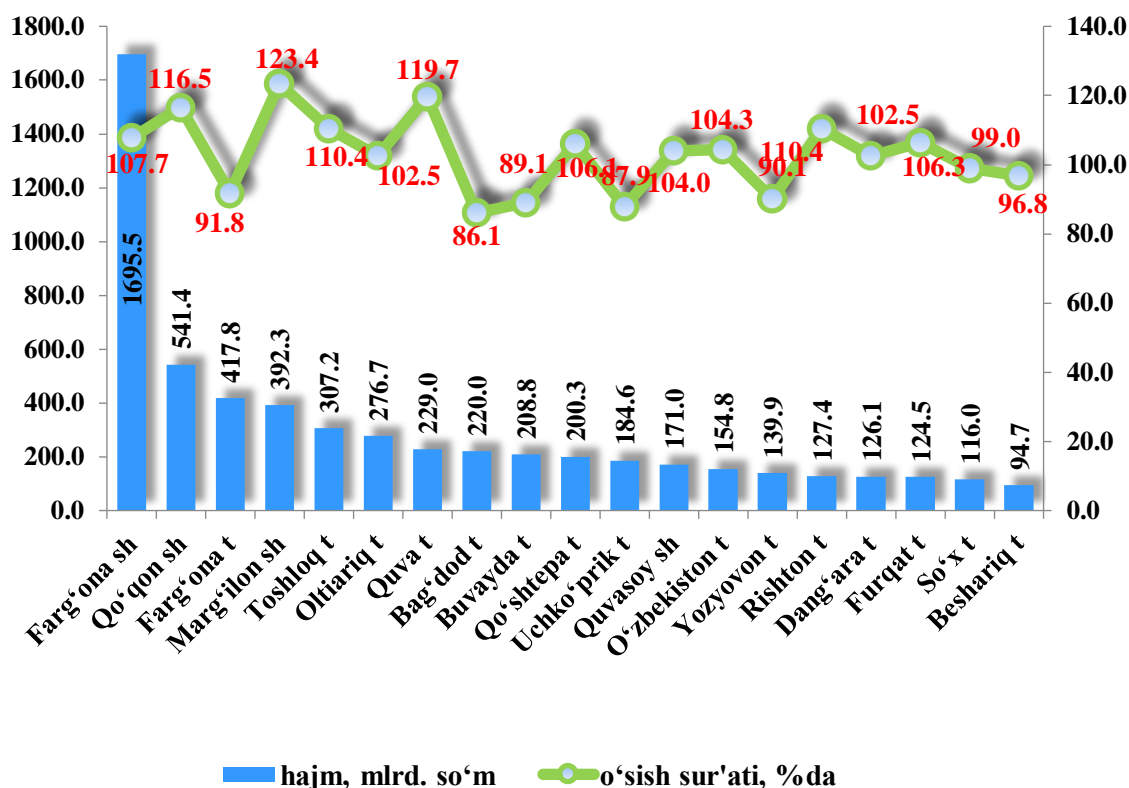 1800.0
1600.0
1400.0
1200.0
1000.0
800.0
600.0
400.0
200.0
0.0
140.0
120.0
100.0
80.0
60.0
40.0
20.0
0.0
107.7
116.5
91.8
123.4
110.4
102.5
119.7
86.1
89.1
106.1
87.9
104.0
104.3
90.1
110.4
102.5
106.3
99.0
96.8
1695.5
541.4
417.8
392.3
307.2
276.7
229.0
220.0
208.8
200.3
184.6
171.0
154.8
139.9
127.4
126.1
124.5
116.0
94.7
Farg‘ona sh
Qo‘qon sh
Farg‘ona t
Marg‘ilon sh
Toshloq t
Oltiariq t
Quva t
Bag‘dod t
Buvayda t
Qo‘shtepa t
Uchko‘prik t
Quvasoy sh
O‘zbekiston t
Yozyovon t
Rishton t
Dang‘ara t
Furqat t
So‘x t
Beshariq t
hajm, mlrd. so‘m
o‘sish sur'ati, %da